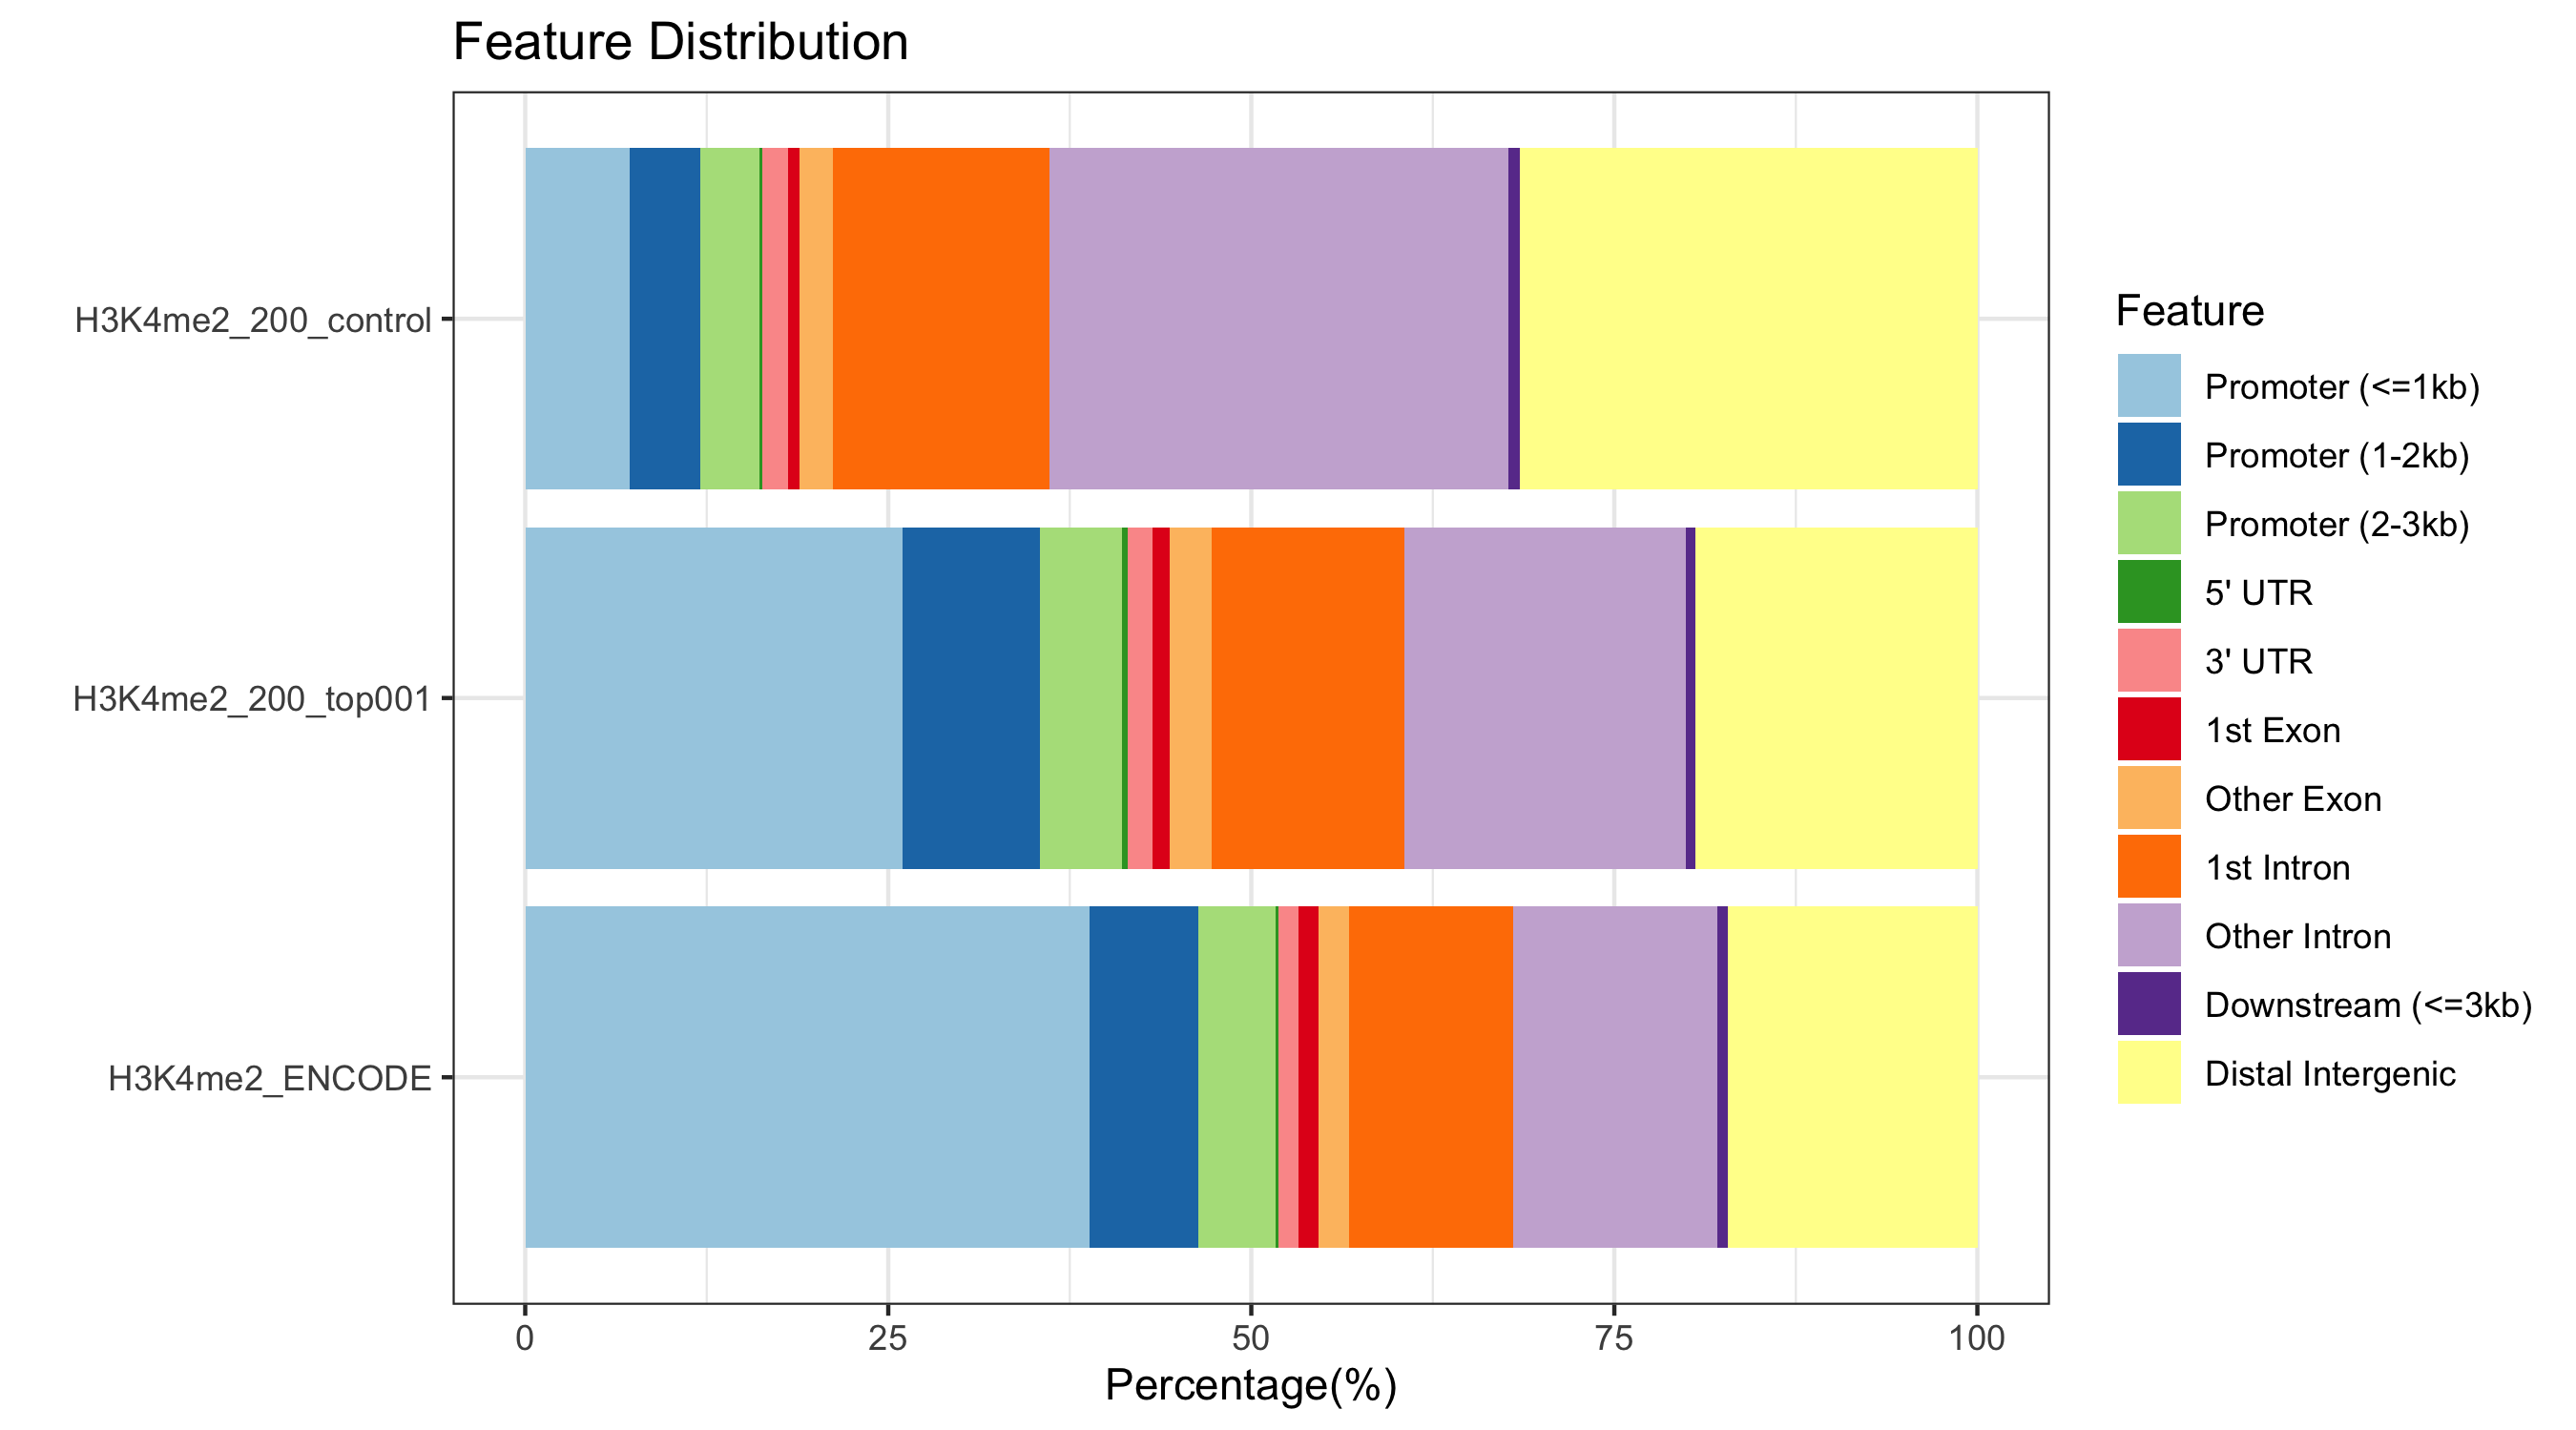 Feature Distribution
H3K4me2_200_control
H3K4me2_200_top001
H3K4me2_ENCODE
0 25 50 75 100
Percentage(%)
Feature
Promoter (<=1kb)
Promoter (1-2kb)
Promoter (2-3kb)
5' UTR
3' UTR
1st Exon
Other Exon
1st Intron
Other Intron
Downstream (<=3kb)
Distal Intergenic